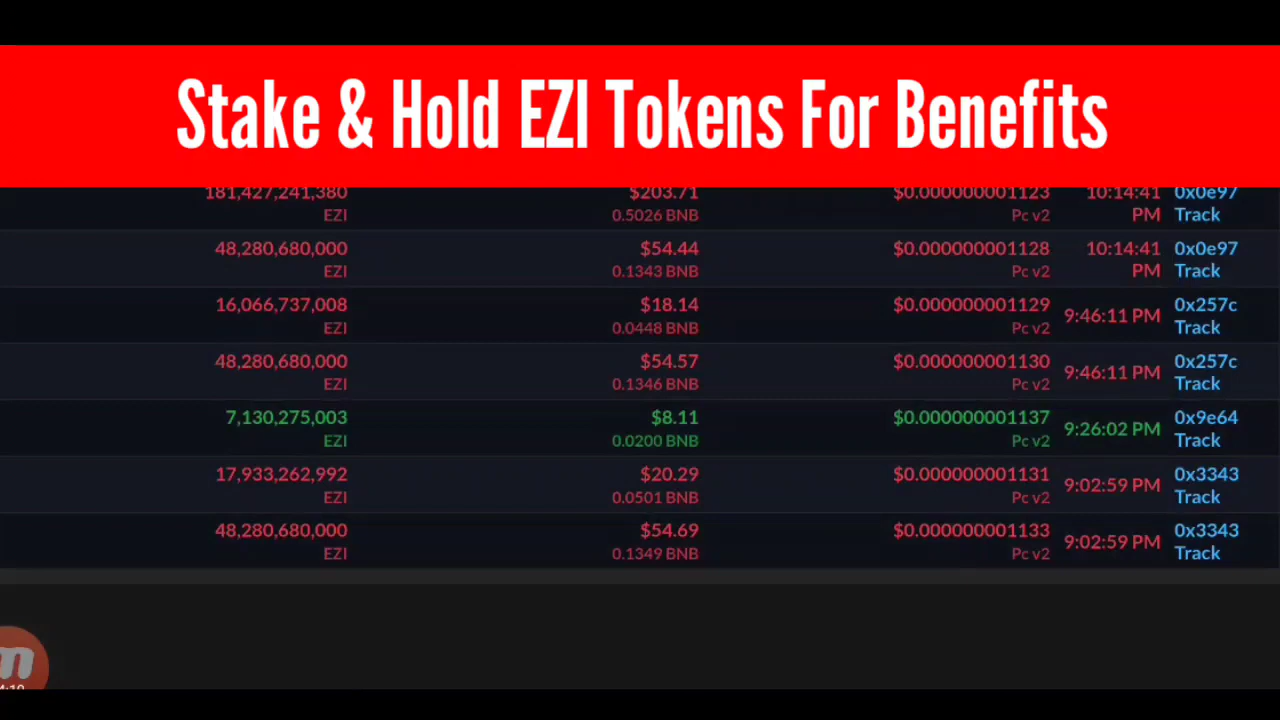 Stake & Hold EZI Tokens For Benefits
181,427,241,380 $203.71 $0.000000001123 10:14:41 0x0e97
EZI 0.5026 BNB Pc v2 PM Track
48,280,680,000 $54.44 $0.000000001128 10:14:41 0x0e97
EZI 0.1343 BNB Pc v2 PM Track
16,066,737,008 $18.14 $0.000000001129 9:46:11 PM 0x257c
EZI 0.0448 BNB Pc v2 Track
48,280,680,000 $54.57 $0.000000001130 9:46:11 PM 0x257c
EZI 0.1346 BNB Pc v2 Track
7,130,275,003 $8.11 $0.000000001137 9:26:02 PM 0x9e64
EZI 0.0200 BNB Pc v2 Track
17,933,262,992 $20.29 $0.000000001131 9:02:59 PM 0x3343
EZI 0.0501 BNB Pc v2 Track
48,280,680,000 $54.69 $0.000000001133 9:02:59 PM 0x3343
EZI 0.1349 BNB Pc v2 Track